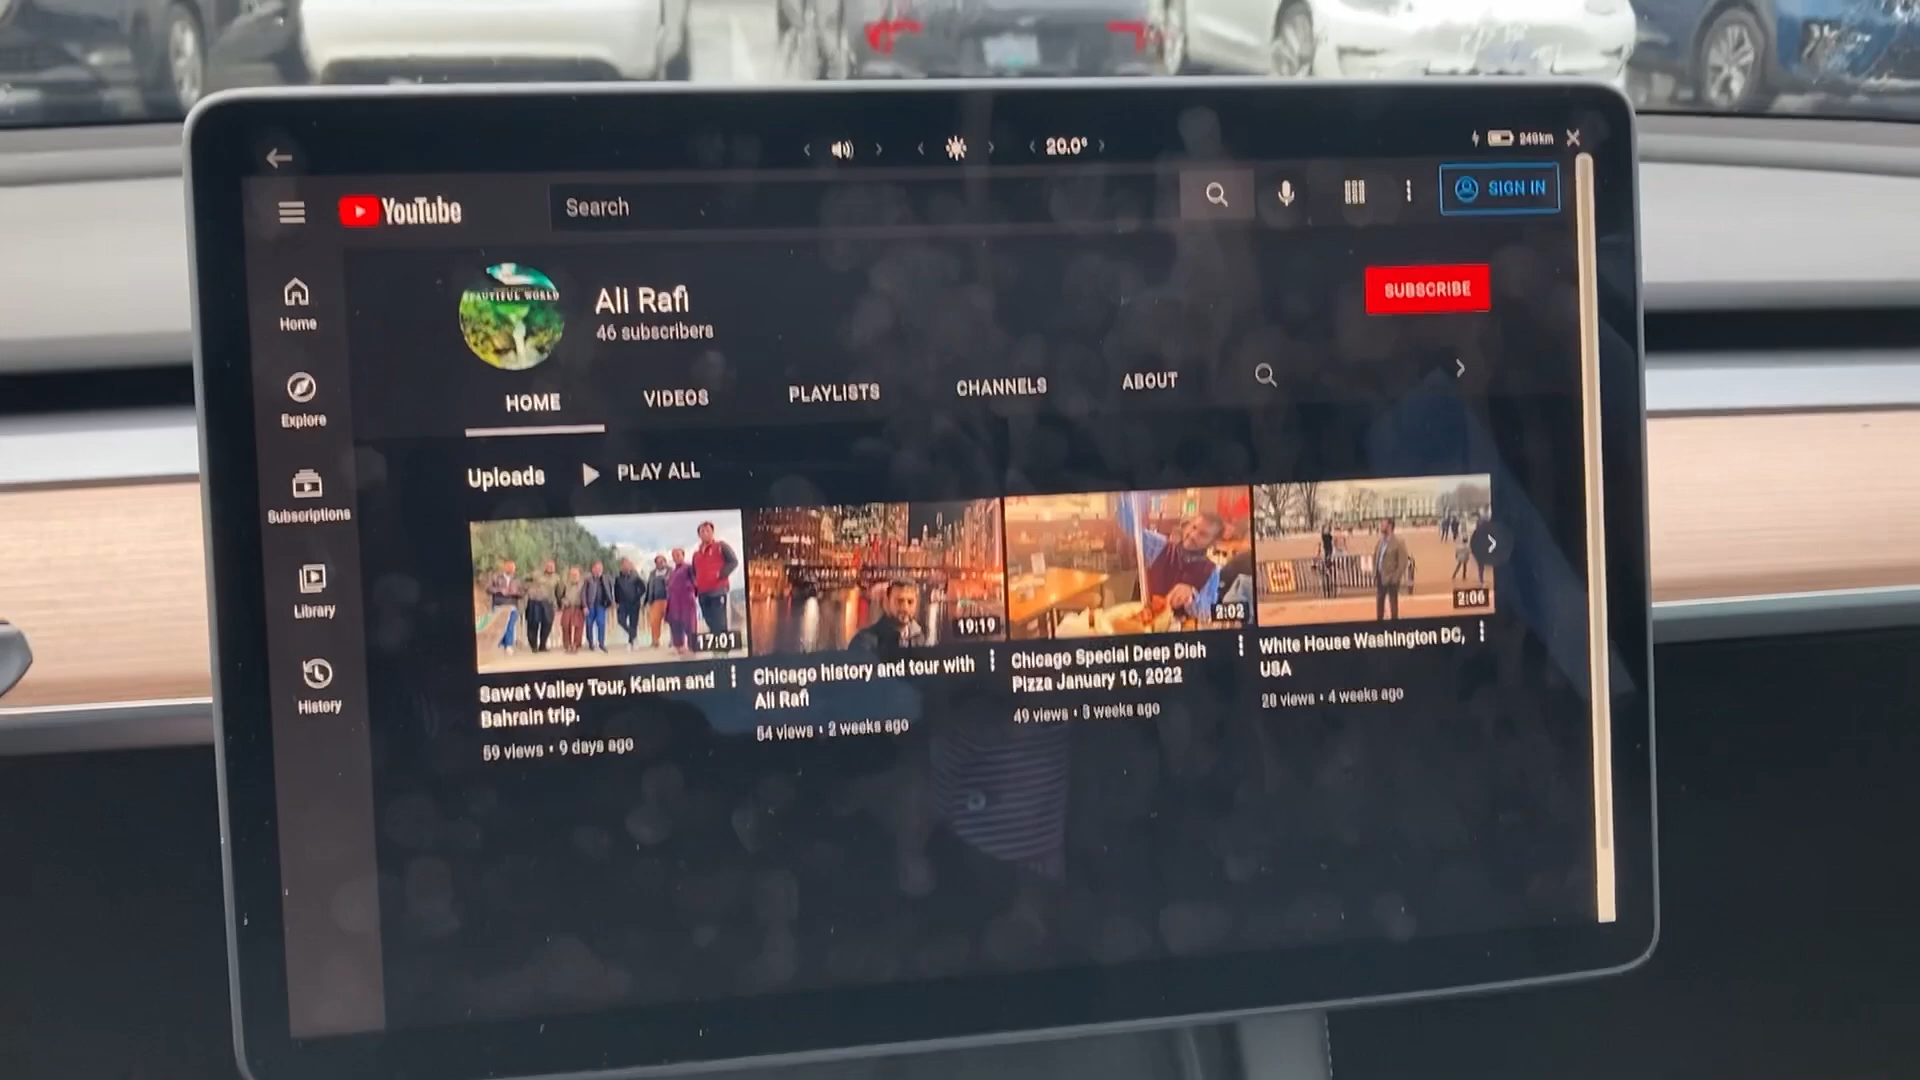 20.0°
249km
YouTube
Search
SIGN IN
BEAUTIFUL WORLD
Ali Rafi
46 subscribers
SUBSCRIBE
Home
Explore
Subscriptions
Library
History
HOME
VIDEOS
PLAYLISTS
CHANNELS
ABOUT
Uploads
PLAY ALL
17:01
19:19
2:02
2:06
Sawat Valley Tour, Kalam and
Bahrain trip.
59 views • 9 days ago
Chicago history and tour with
Ali Rafi
54 views • 2 weeks ago
Chicago Special Deep Dish
Pizza January 10, 2022
49 views • 3 weeks ago
White House Washington DC,
USA
28 views • 4 weeks ago